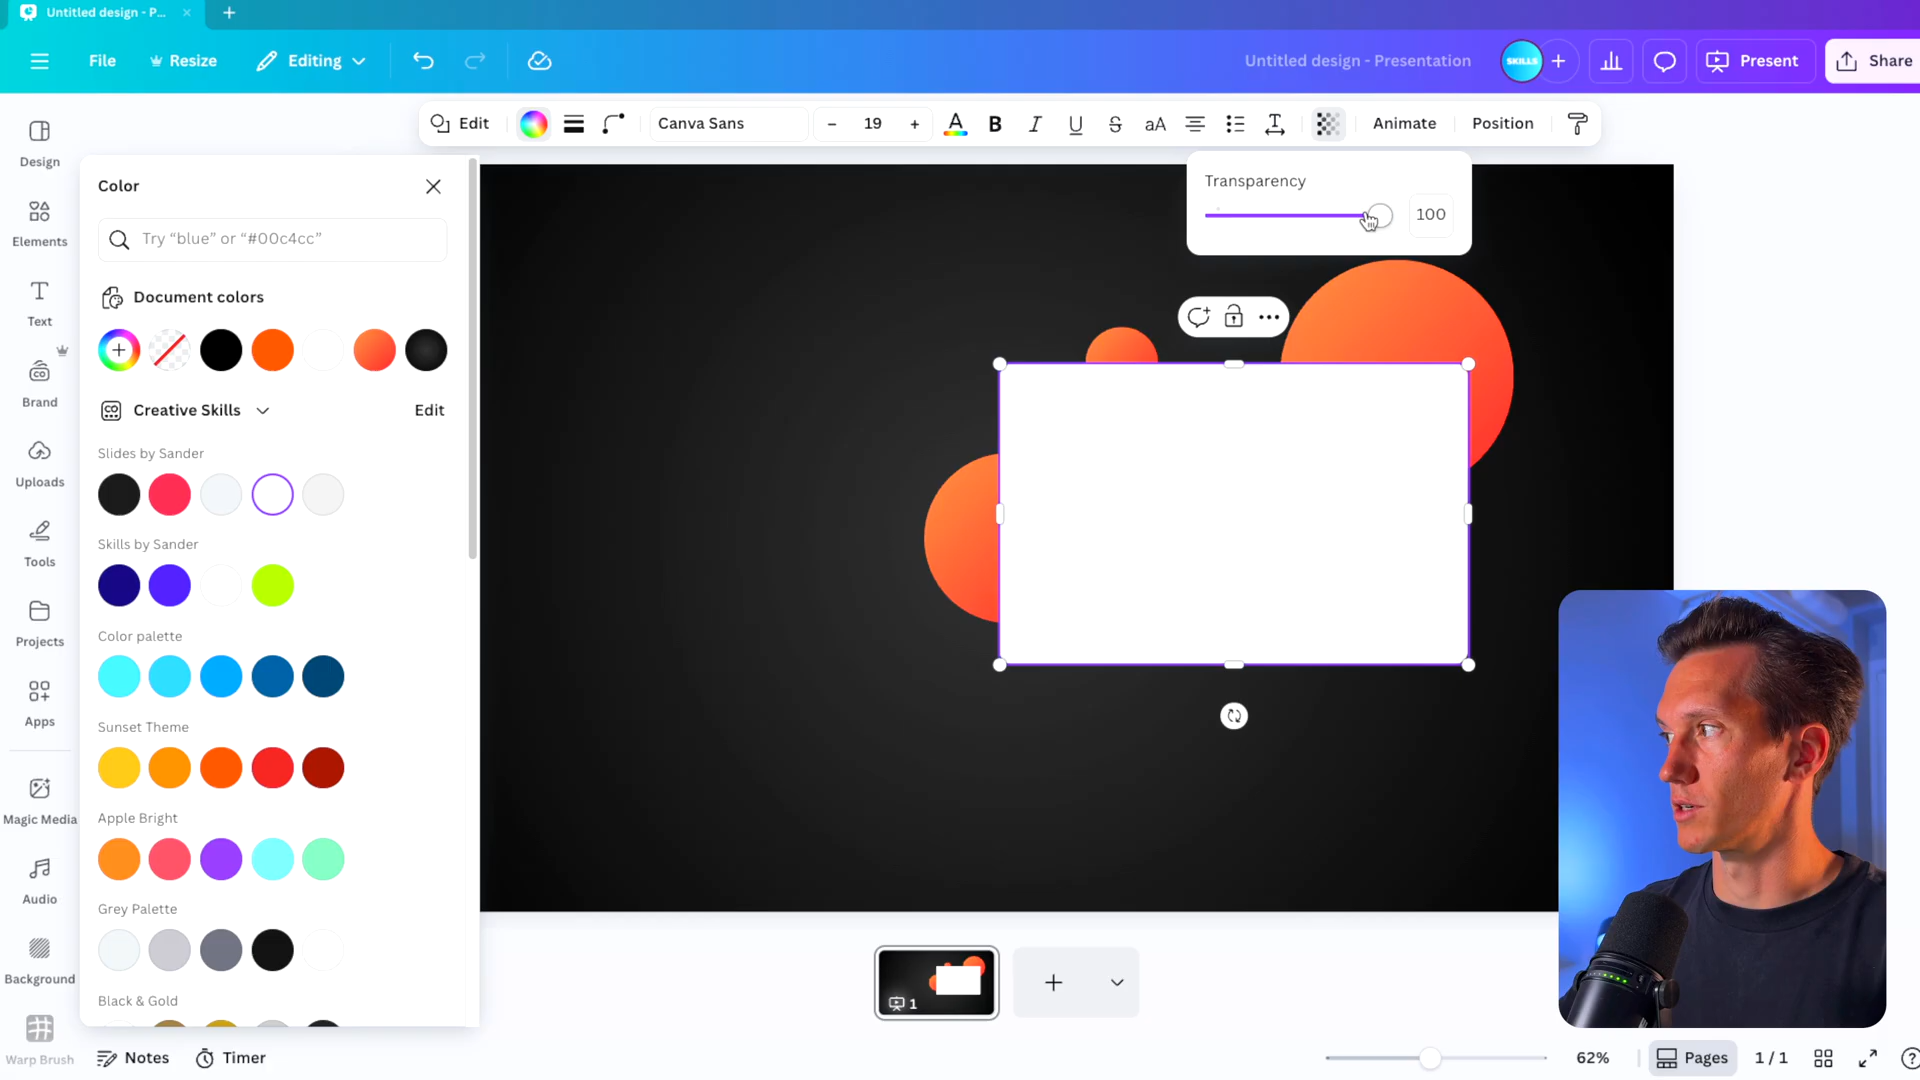 Untitled design - P...
File
Resize
Editing
Untitled design - Presentation
SKILLS
Present
Share
Edit
Canva Sans
19
A
B
I
U
S
aA
Animate
Position
Design
Elements
Text
Brand
Uploads
Tools
Projects
Apps
Magic Media
Audio
Background
Warp Brush
Color
Try “blue” or “#00c4cc”
Document colors
Creative Skills
Edit
Slides by Sander
Skills by Sander
Color palette
Sunset Theme
Apple Bright
Grey Palette
Black & Gold
Transparency
100
1
Notes
Timer
62%
Pages
1 / 1